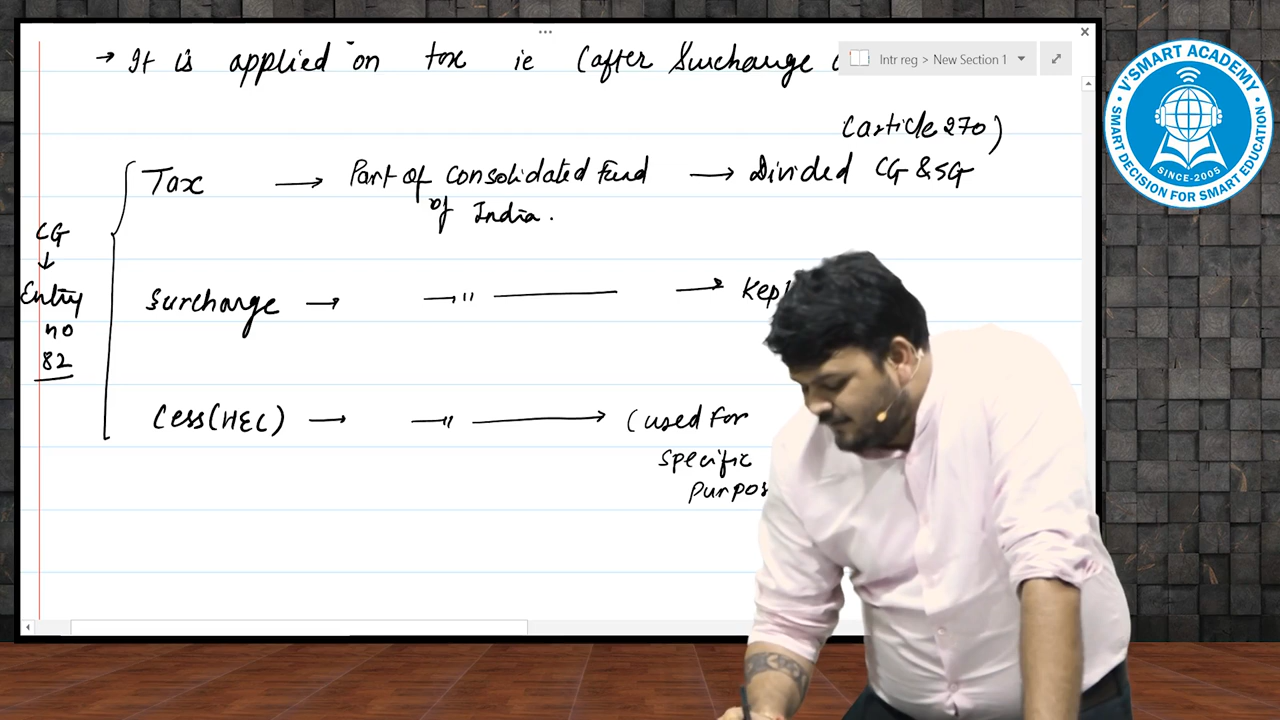 → It is applied on tax ie (after Surcharge
Intr reg > New Section 1
(article 270)
Tax → Part of Consolidated Fund → Divided CG & SG
of India.
CG
↓
Entry
no
82
Surcharge → —"— →
Cess(HEC) → —"— → (used for
specific
V'SMART ACADEMY
SINCE-2005
• SMART DECISION FOR SMART EDUCATION •